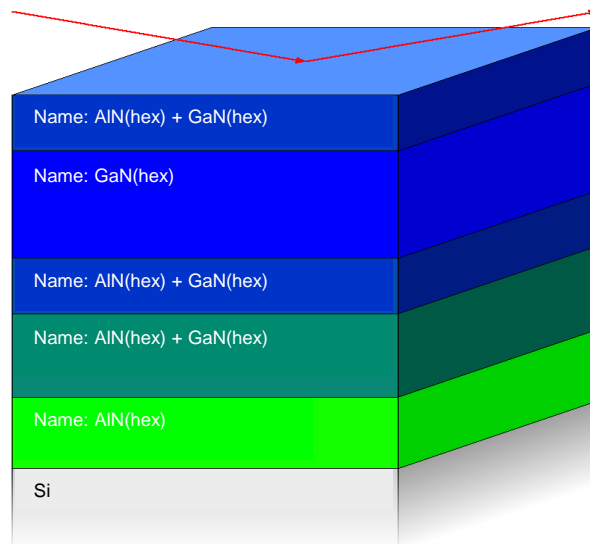 Name: AlN(hex) + GaN(hex)
Name: GaN(hex)
Name: AlN(hex) + GaN(hex)
Name: AlN(hex) + GaN(hex)
Name: AlN(hex)
Si